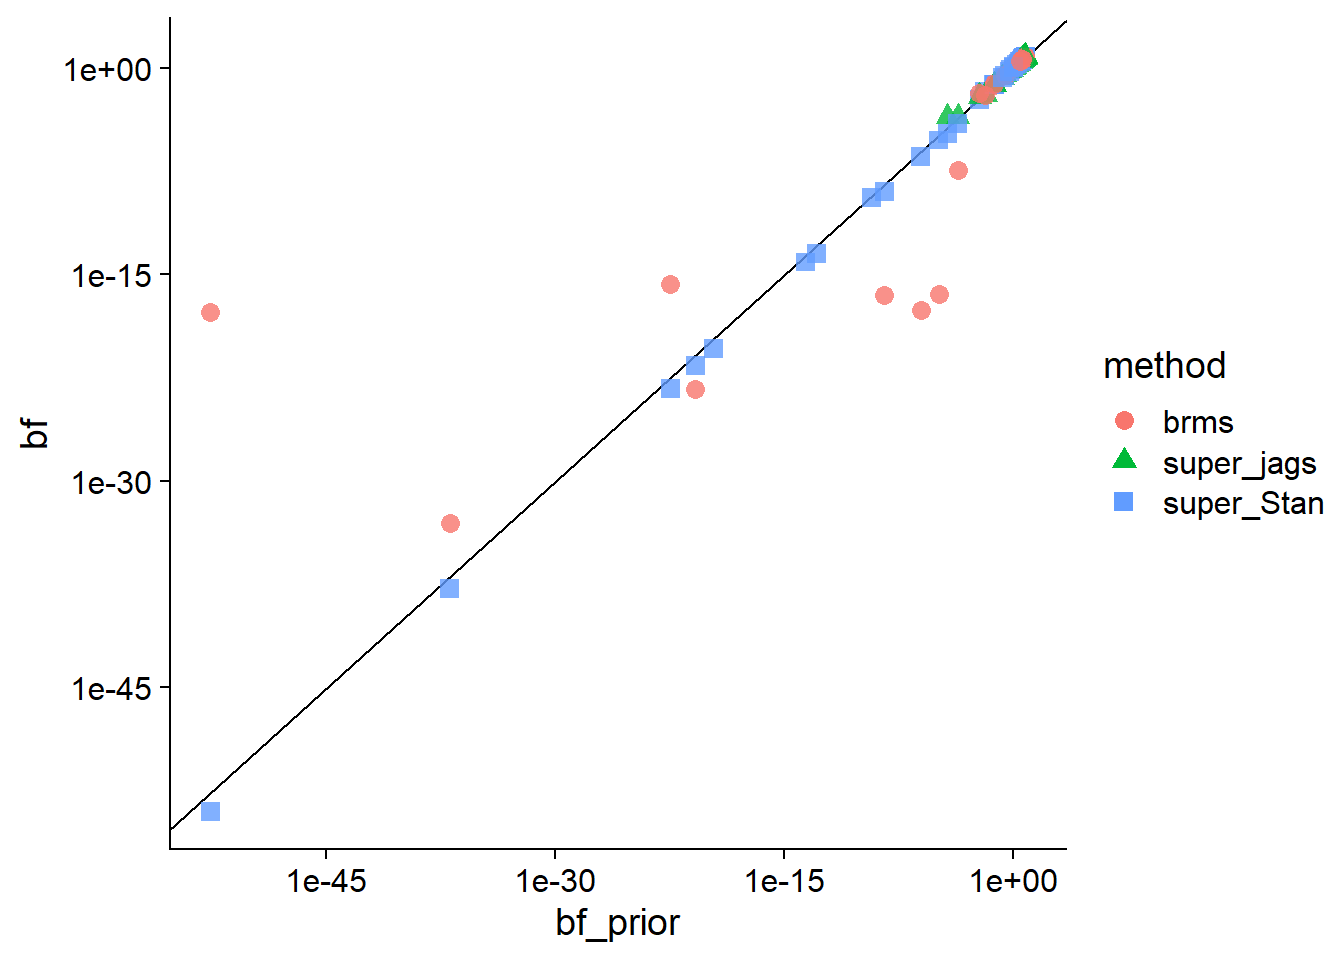 1e+00
1e-15
1e-30
1e-45
bf
1e-45
1e-30
1e-15
1e+00
bf_prior
method
brms
super_jags
super_Stan